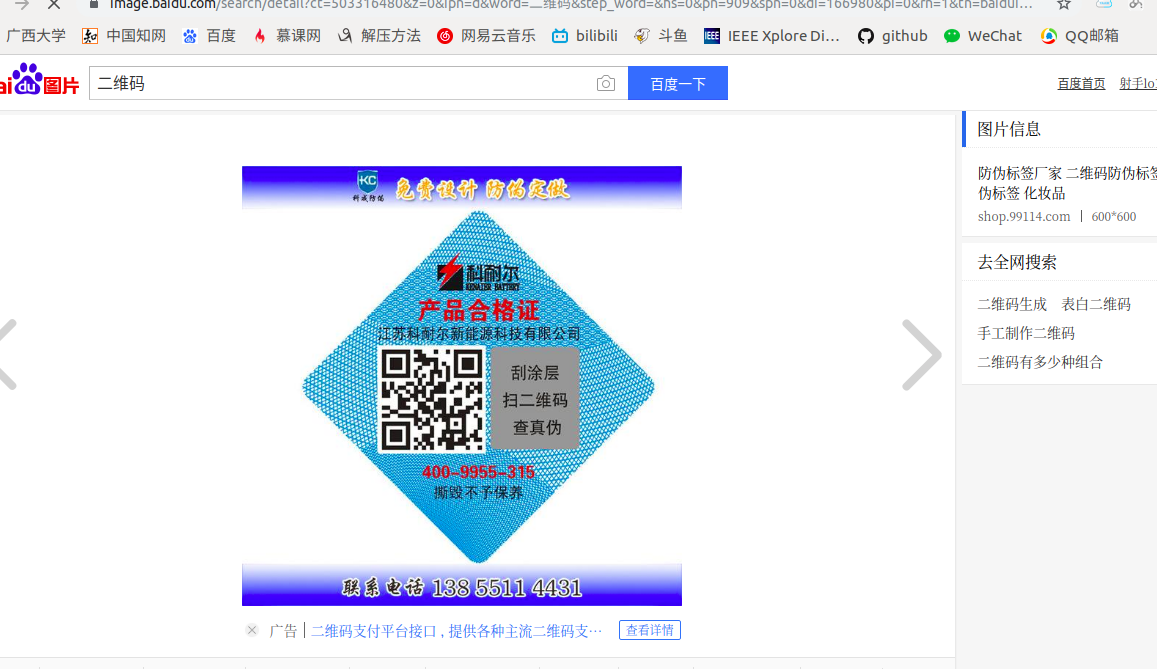 image.baidu.com/search/detail?ct=503316480&z=0&ipn=d&word=二维码&step_word=&hs=0&pn=909&spn=0&di=166980&pi=0&rn=1&tn=baidui...
广西大学 知 中国知网 百度 慕课网 解压方法 网易云音乐 bilibili 斗鱼 IEEE IEEE Xplore Di... github WeChat QQ邮箱
ai du 图片 二维码 百度一下 百度首页 射手lo
图片信息
防伪标签厂家 二维码防伪标签
伪标签 化妆品
shop.99114.com | 600*600
去全网搜索
二维码生成 表白二维码
手工制作二维码
二维码有多少种组合
KC
科威防伪
免费设计 防伪定做
科耐尔
KENAIER BATTERY
产品合格证
江苏科耐尔新能源科技有限公司
刮涂层
扫二维码
查真伪
400-9955-315
撕毁不予保养
联系电话 138 5511 4431
广告 | 二维码支付平台接口 , 提供各种主流二维码支… 查看详情